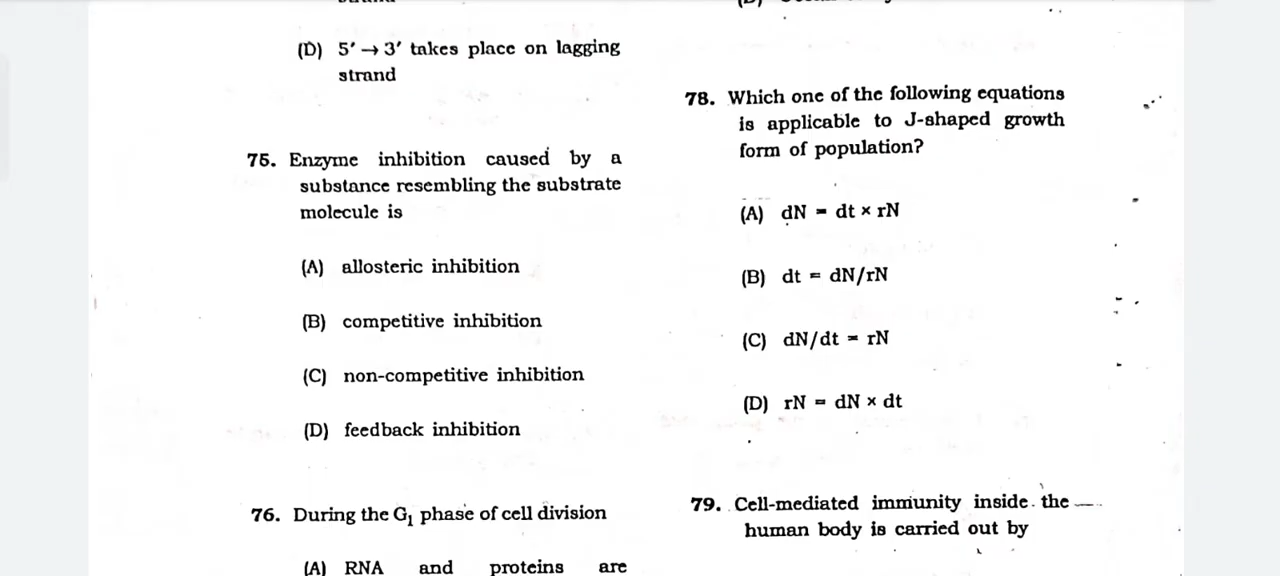 (D) 5′ → 3′ takes place on lagging
strand
75. Enzyme inhibition caused by a
substance resembling the substrate
molecule is
(A) allosteric inhibition
(B) competitive inhibition
(C) non-competitive inhibition
(D) feedback inhibition
76. During the G₁ phase of cell division
(A) RNA and proteins are
78. Which one of the following equations
is applicable to J-shaped growth
form of population?
(A) dN = dt × rN
(B) dt = dN/rN
(C) dN/dt = rN
(D) rN = dN × dt
79. Cell-mediated immunity inside the
human body is carried out by